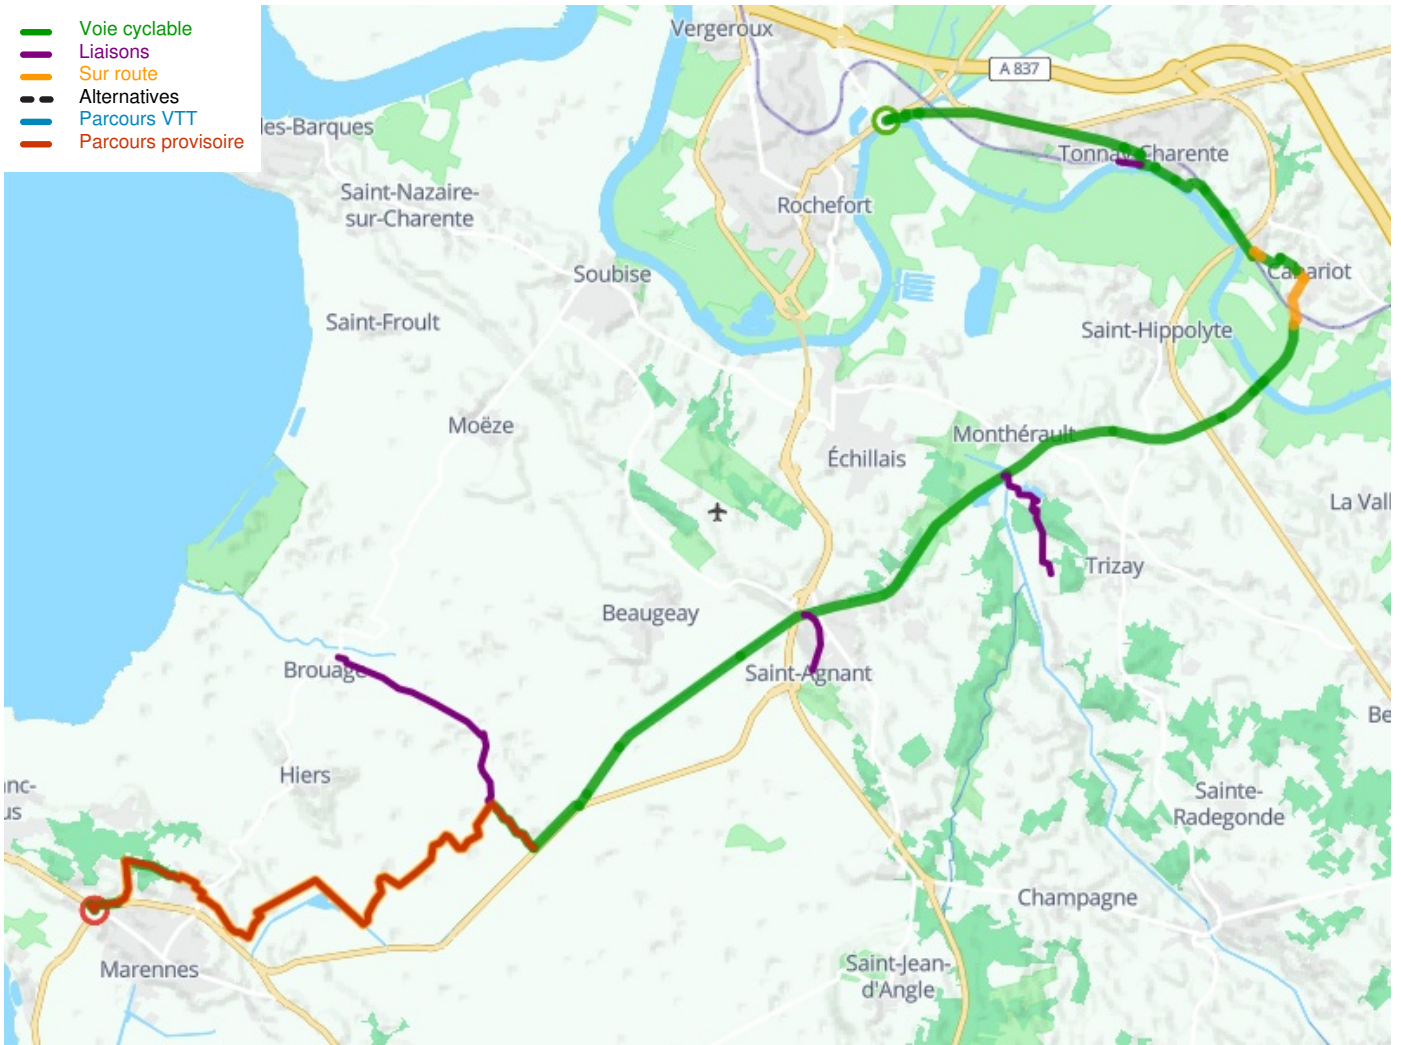 Voie cyclable
Liaisons
Sur route
Alternatives
Parcours VTT
Parcours provisoire
Vergeroux
A 837
les-Barques
Tonnay-Charente
Saint-Nazaire-
sur-Charente
Rochefort
Soubise
Cabariot
Saint-Froult
Saint-Hippolyte
Moëze
Monthérault
Échillais
La Vall
Trizay
Beaugeay
Brouage
Saint-Agnant
Be
Hiers
nc-
us
Sainte-
Radegonde
Champagne
Marennes
Saint-Jean-
d'Angle